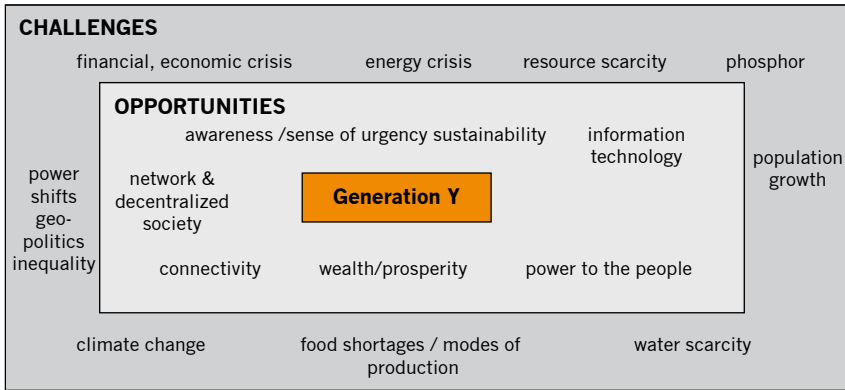 CHALLENGES
financial, economic crisis
energy crisis
resource scarcity
phosphor
OPPORTUNITIES
awareness /sense of urgency sustainability
information
technology
population
growth
power
shifts
geo-
politics
inequality
network &
decentralized
society
Generation Y
connectivity
wealth/prosperity
power to the people
climate change
food shortages / modes of
production
water scarcity